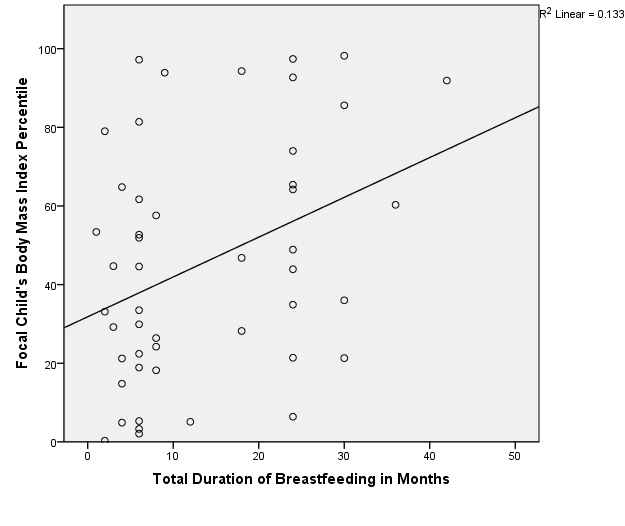 R2 Linear = 0.133
100
80
60
40
20
0
Focal Child's Body Mass Index Percentile
0 10 20 30 40 50
Total Duration of Breastfeeding in Months